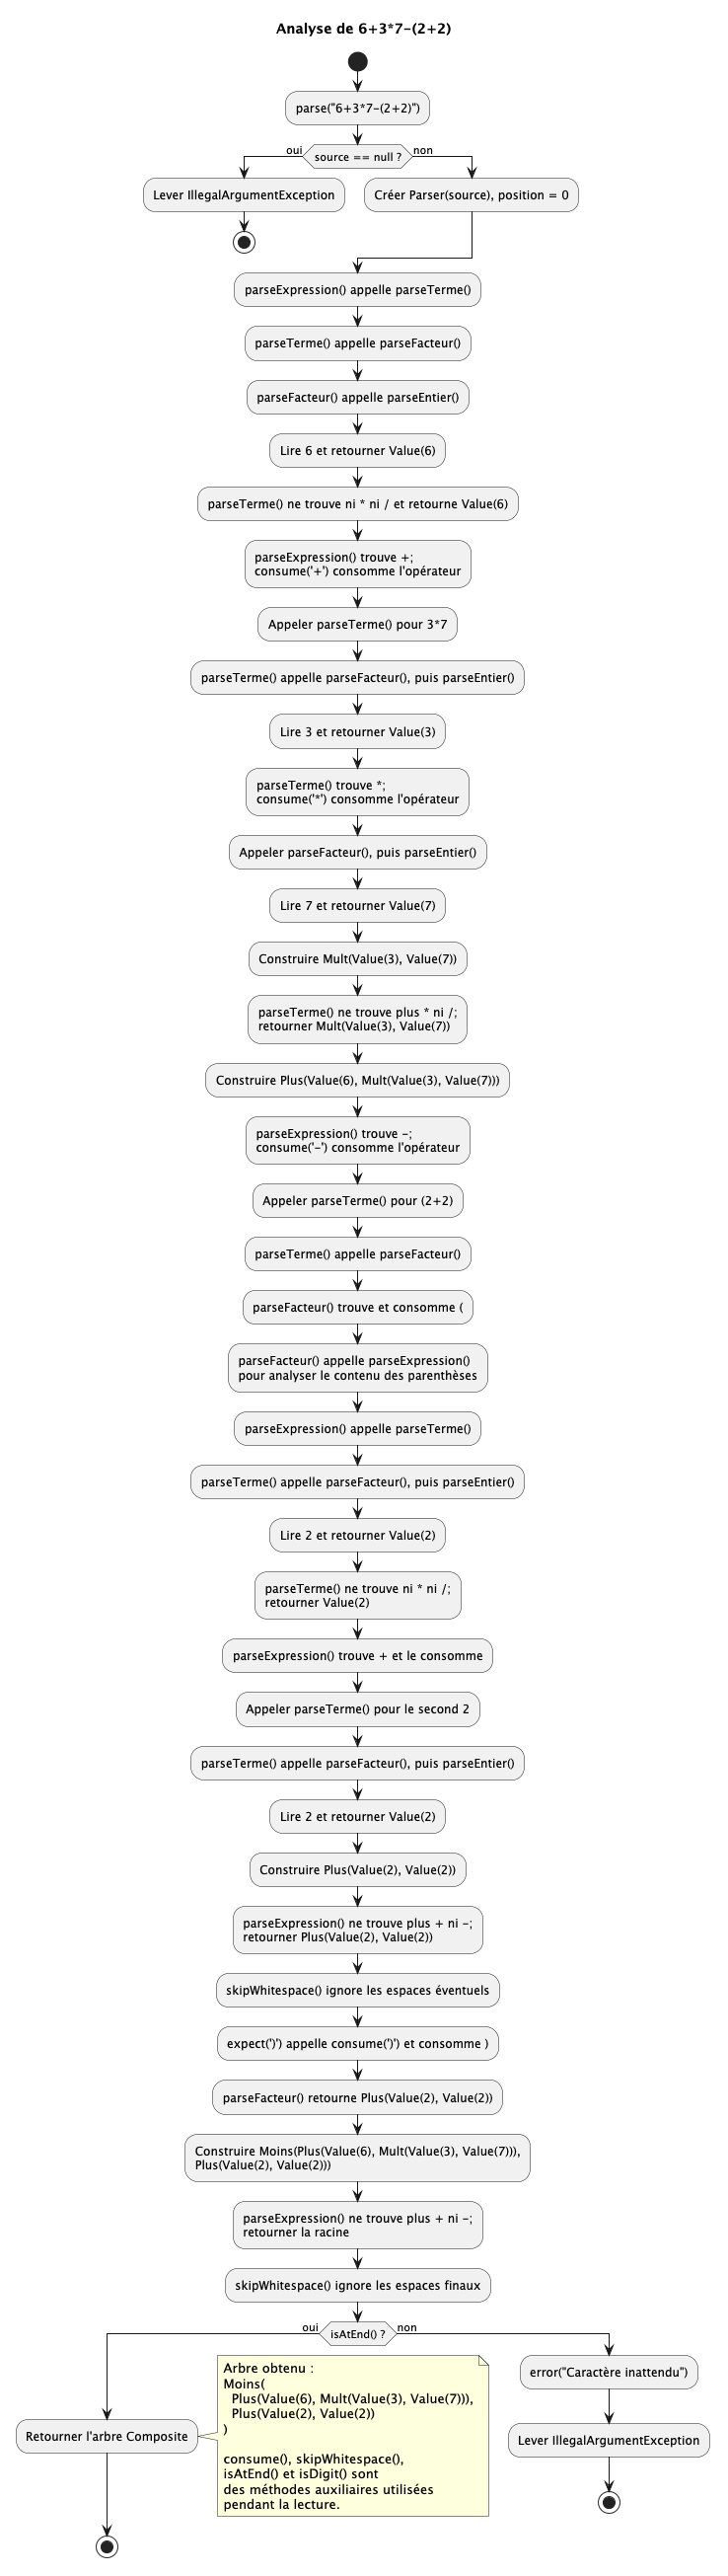 Analyse de 6+3*7-(2+2)
parse("6+3*7-(2+2)")
oui
source == null ?
non
Lever IllegalArgumentException
Créer Parser(source), position = 0
parseExpression() appelle parseTerme()
parseTerme() appelle parseFacteur()
parseFacteur() appelle parseEntier()
Lire 6 et retourner Value(6)
parseTerme() ne trouve ni * ni / et retourne Value(6)
parseExpression() trouve +;
consume('+') consomme l'opérateur
Appeler parseTerme() pour 3*7
parseTerme() appelle parseFacteur(), puis parseEntier()
Lire 3 et retourner Value(3)
parseTerme() trouve *;
consume('*') consomme l'opérateur
Appeler parseFacteur(), puis parseEntier()
Lire 7 et retourner Value(7)
Construire Mult(Value(3), Value(7))
parseTerme() ne trouve plus * ni /;
retourner Mult(Value(3), Value(7))
Construire Plus(Value(6), Mult(Value(3), Value(7)))
parseExpression() trouve -;
consume('-') consomme l'opérateur
Appeler parseTerme() pour (2+2)
parseTerme() appelle parseFacteur()
parseFacteur() trouve et consomme (
parseFacteur() appelle parseExpression()
pour analyser le contenu des parenthèses
parseExpression() appelle parseTerme()
parseTerme() appelle parseFacteur(), puis parseEntier()
Lire 2 et retourner Value(2)
parseTerme() ne trouve ni * ni /;
retourner Value(2)
parseExpression() trouve + et le consomme
Appeler parseTerme() pour le second 2
parseTerme() appelle parseFacteur(), puis parseEntier()
Lire 2 et retourner Value(2)
Construire Plus(Value(2), Value(2))
parseExpression() ne trouve plus + ni -;
retourner Plus(Value(2), Value(2))
skipWhitespace() ignore les espaces éventuels
expect(')') appelle consume(')') et consomme )
parseFacteur() retourne Plus(Value(2), Value(2))
Construire Moins(Plus(Value(6), Mult(Value(3), Value(7))),
Plus(Value(2), Value(2)))
parseExpression() ne trouve plus + ni -;
retourner la racine
skipWhitespace() ignore les espaces finaux
oui
isAtEnd() ?
non
Retourner l'arbre Composite
Arbre obtenu :
Moins(
Plus(Value(6), Mult(Value(3), Value(7))),
Plus(Value(2), Value(2))
)
consume(), skipWhitespace(),
isAtEnd() et isDigit() sont
des méthodes auxiliaires utilisées
pendant la lecture.
error("Caractère inattendu")
Lever IllegalArgumentException